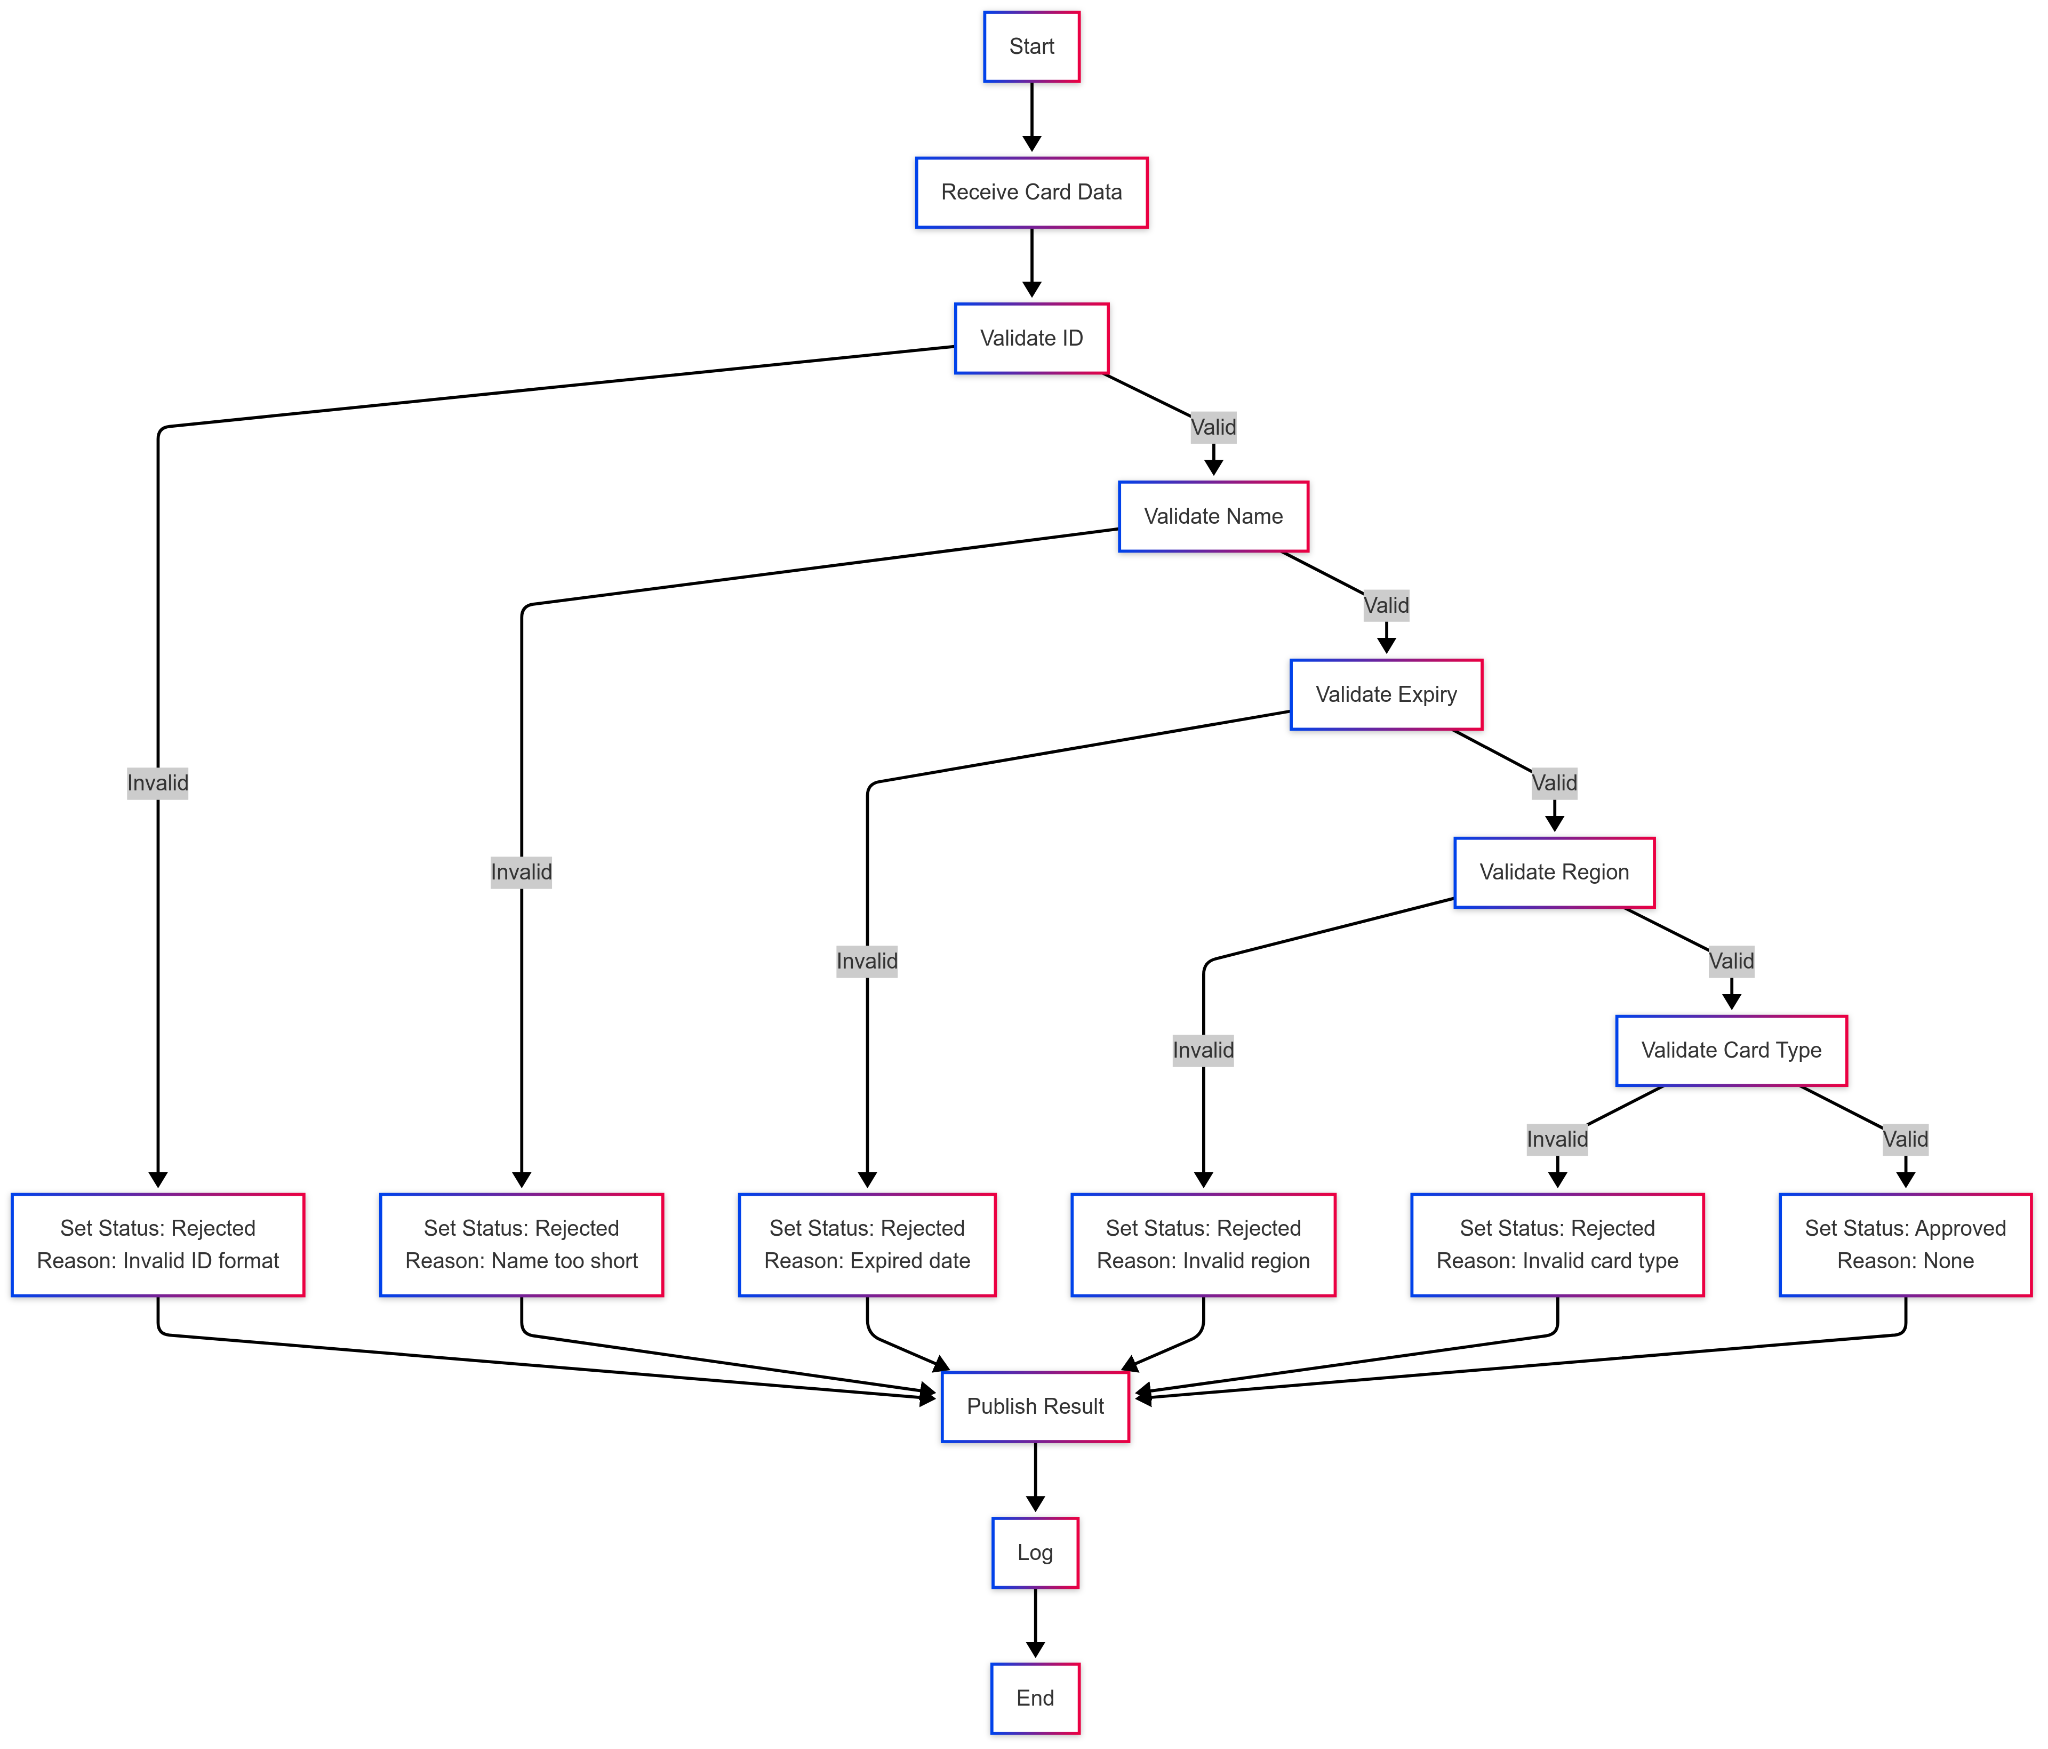 Start
Receive Card Data
Validate ID
Valid
Validate Name
Valid
Validate Expiry
Invalid
Valid
Invalid
Validate Region
Invalid
Valid
Invalid
Validate Card Type
Invalid
Valid
Set Status: Rejected
Reason: Invalid ID format
Set Status: Rejected
Reason: Name too short
Set Status: Rejected
Reason: Expired date
Set Status: Rejected
Reason: Invalid region
Set Status: Rejected
Reason: Invalid card type
Set Status: Approved
Reason: None
Publish Result
Log
End